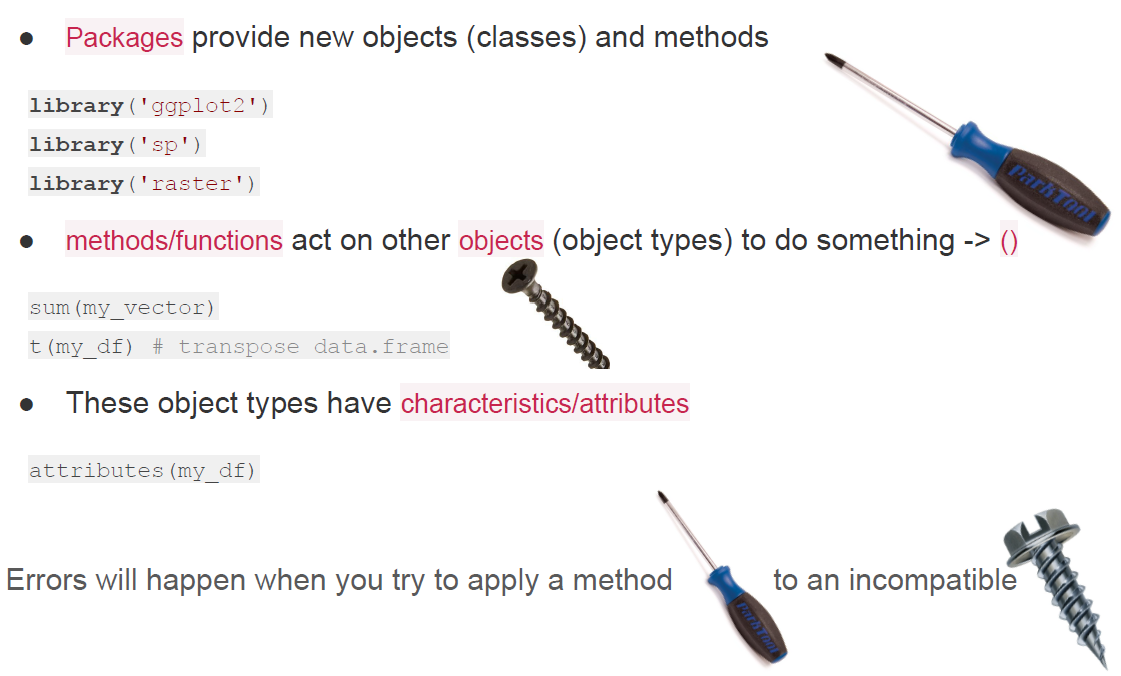 ● Packages provide new objects (classes) and methods
library('ggplot2')
library('sp')
library('raster')
ParkTool
● methods/functions act on other objects (object types) to do something -> ()
sum(my_vector)
t(my_df) # transpose data.frame
● These object types have characteristics/attributes
attributes(my_df)
Errors will happen when you try to apply a method to an incompatible
ParkTool